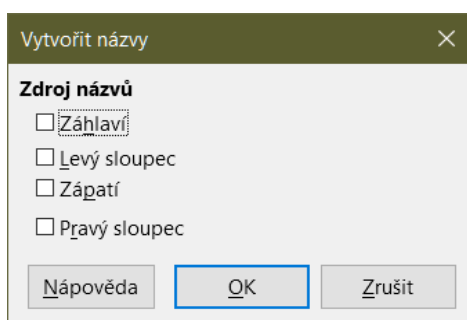 Vytvořit názvy
Zdroj názvů
Záhlaví
Levý sloupec
Zápatí
Pravý sloupec
Nápověda OK Zrušit